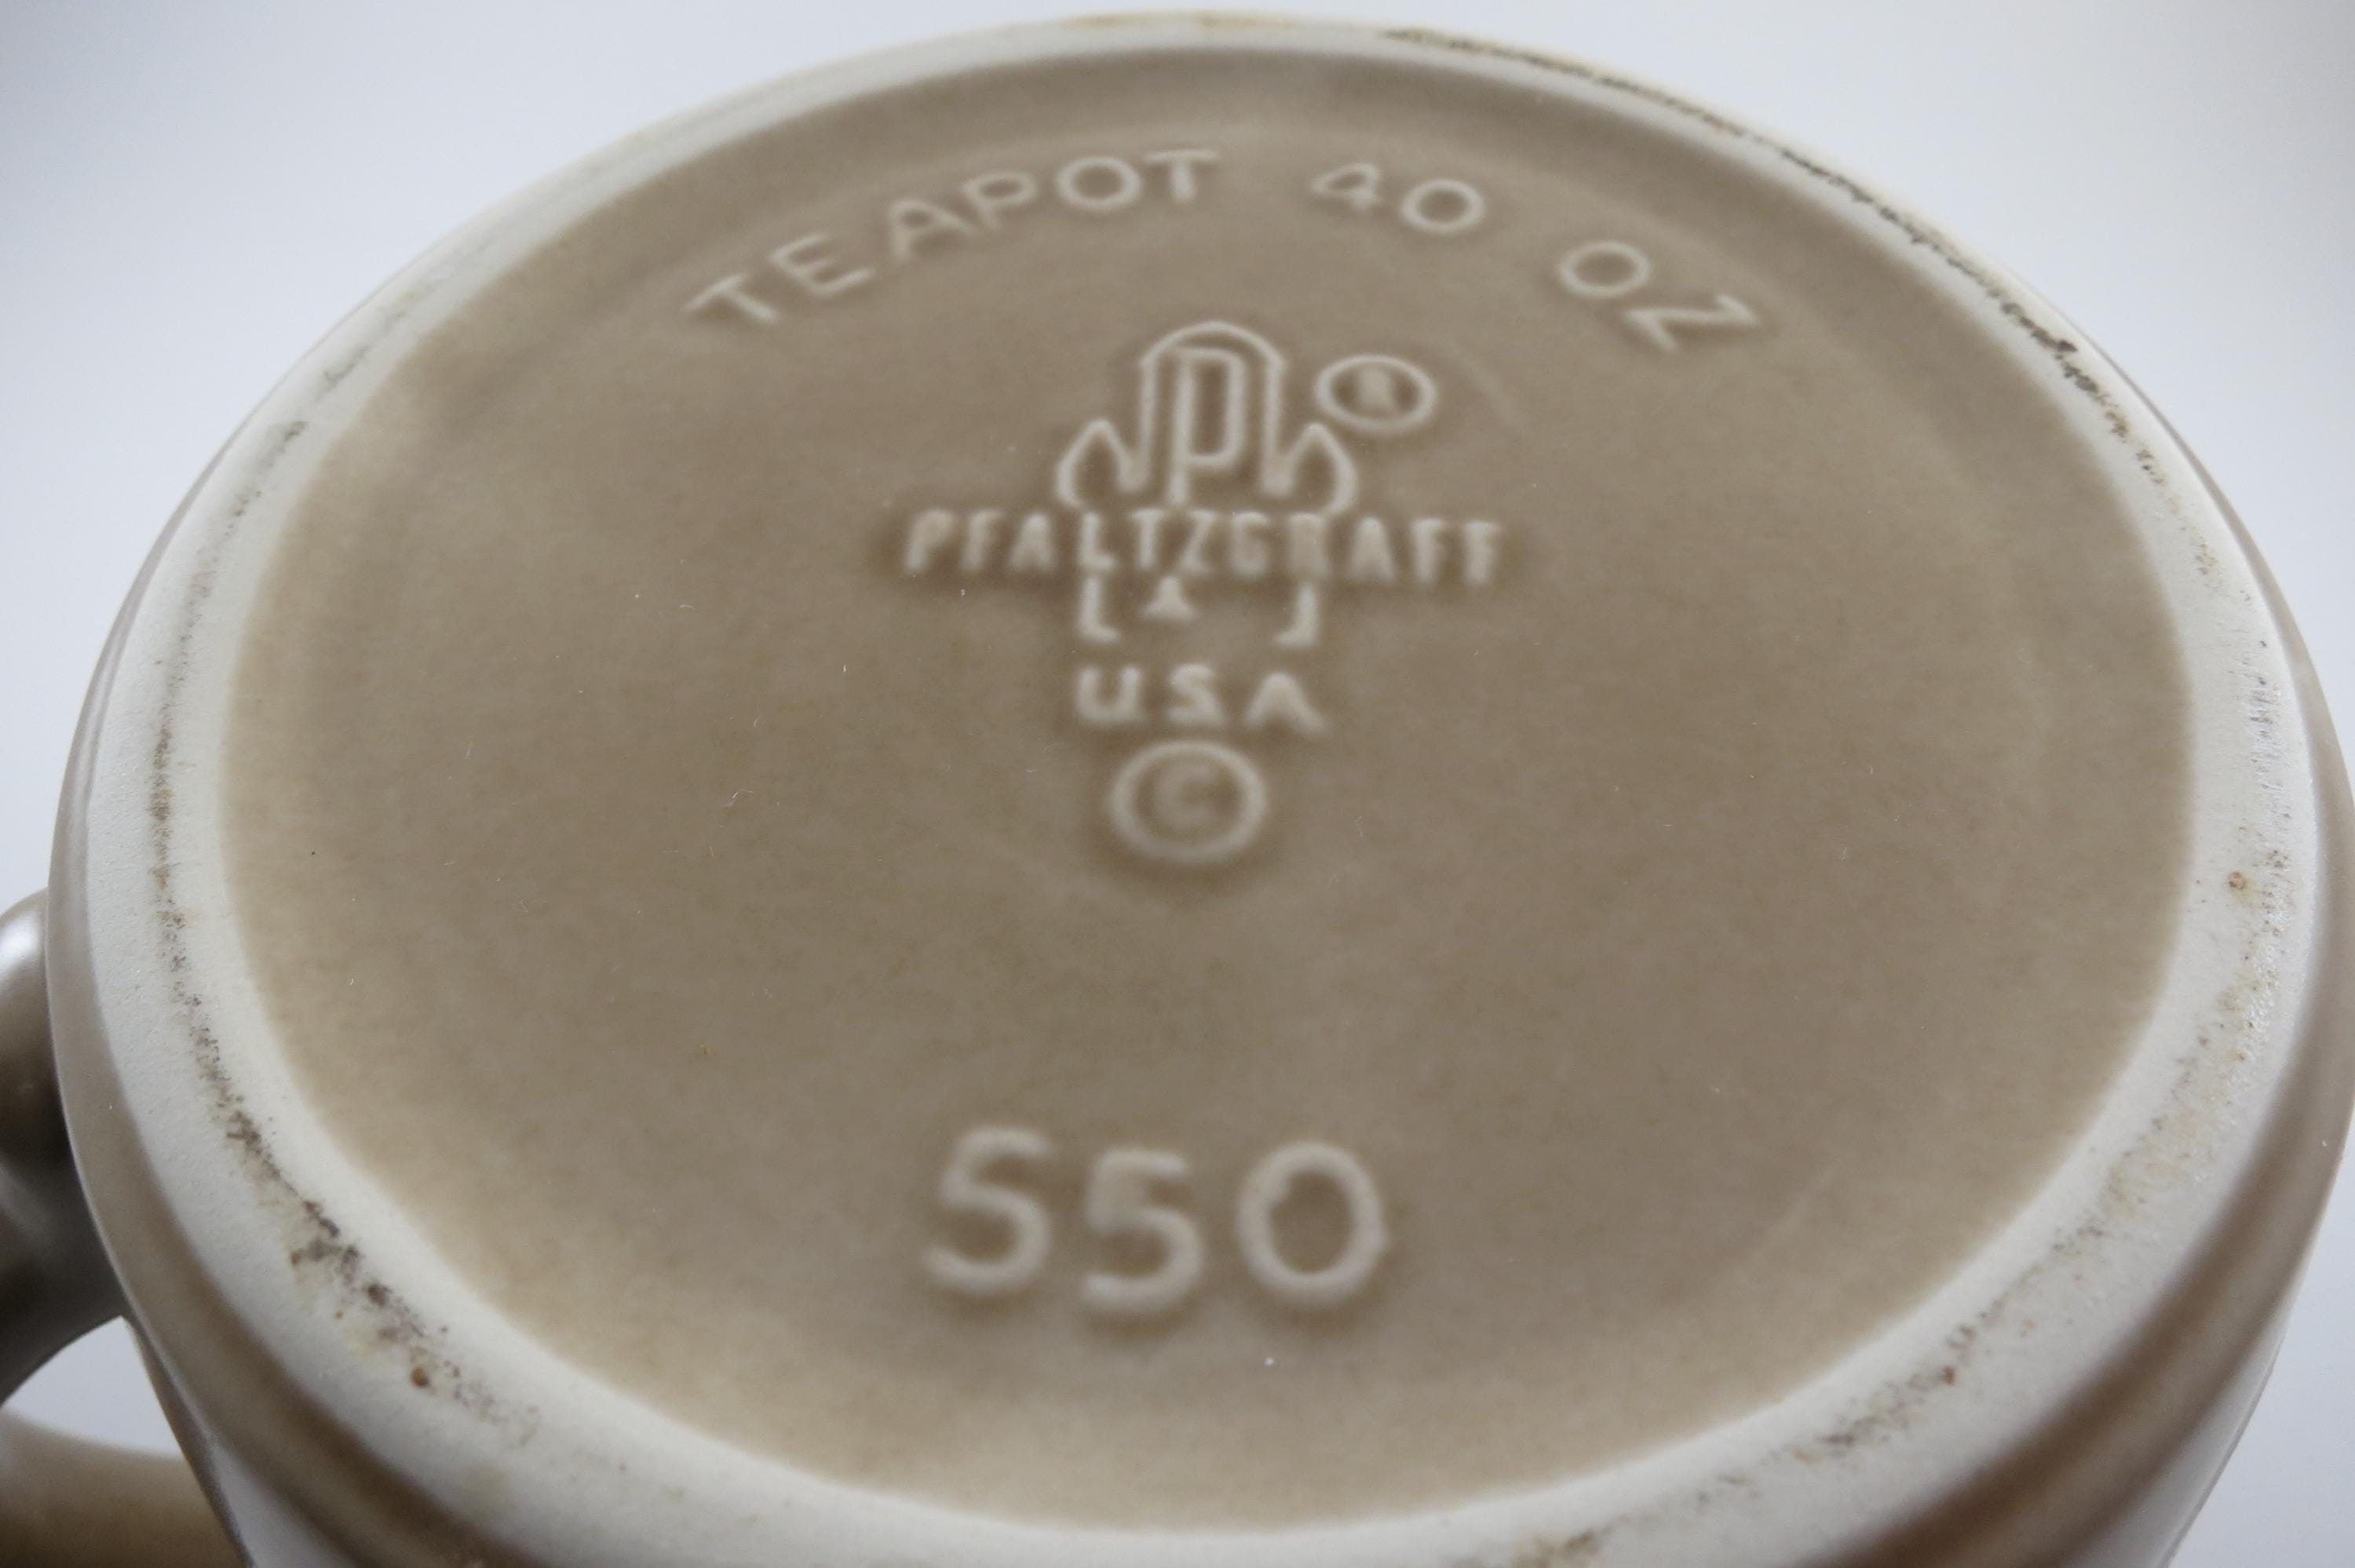 TEAPOT 40 OZ
P ®
PFALTZGRAFF
USA
©
550